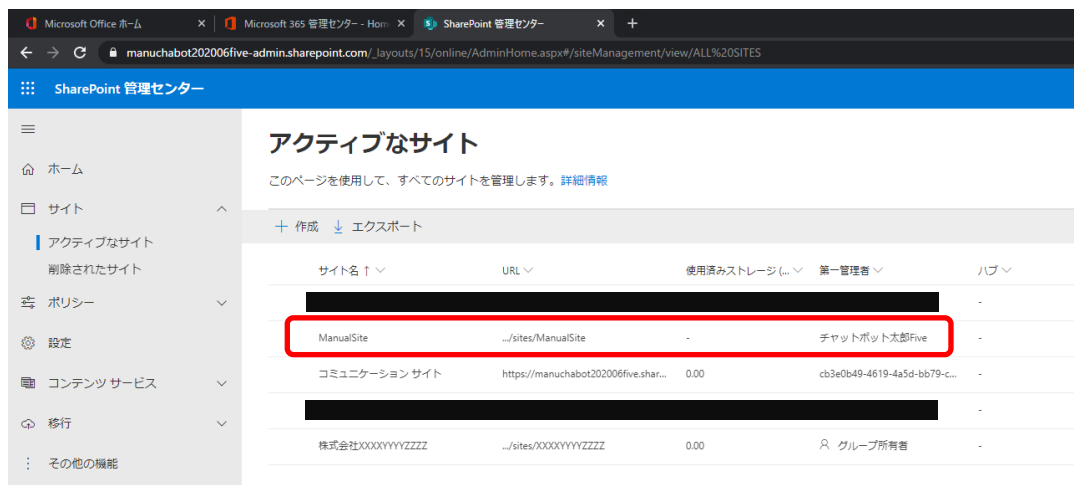 Microsoft Office ホーム
Microsoft 365 管理センター - Hom
SharePoint 管理センター
manuchabot202006five-admin.sharepoint.com/_layouts/15/online/AdminHome.aspx#/siteManagement/view/ALL%20SITES
SharePoint 管理センター
ホーム
サイト
アクティブなサイト
削除されたサイト
ポリシー
設定
コンテンツ サービス
移行
その他の機能
アクティブなサイト
このページを使用して、すべてのサイトを管理します。詳細情報
作成 エクスポート
サイト名 ↑ URL 使用済みストレージ (... 第一管理者 ハブ
-
ManualSite .../sites/ManualSite - チャットボット太郎Five -
コミュニケーション サイト https://manuchabot202006five.shar... 0.00 cb3e0b49-4619-4a5d-bb79-c... -
-
株式会社XXXXYYYYZZZZ .../sites/XXXXYYYYZZZZ 0.00 グループ所有者 -